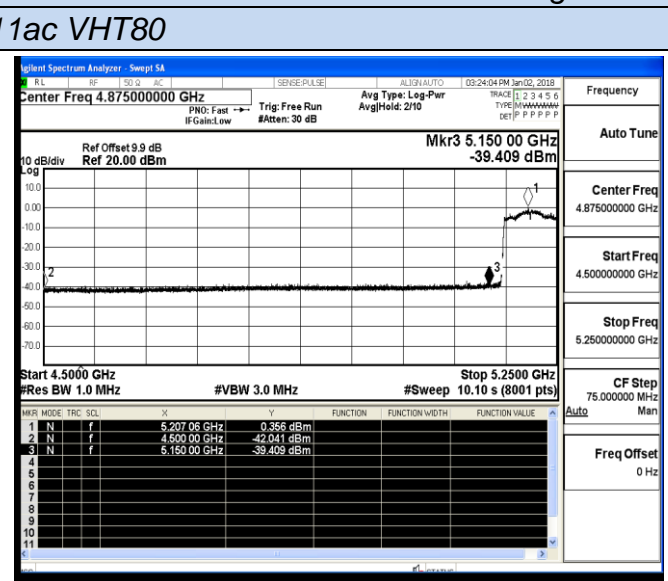 11ac VHT80
Agilent Spectrum Analyzer - Swept SA
RL RF 50 Ω AC SENSE:PULSE ALIGN AUTO 03:24:04 PM Jan 02, 2018
Center Freq 4.875000000 GHz
PNO: Fast
IFGain:Low
Trig: Free Run
#Atten: 30 dB
Avg Type: Log-Pwr
Avg|Hold: 2/10
TRACE 1 2 3 4 5 6
TYPE M
DET P P P P P P
Ref Offset 9.9 dB
10 dB/div Ref 20.00 dBm
Log
Mkr3 5.150 00 GHz
-39.409 dBm
10.0
0.00
-10.0
-20.0
-30.0
-40.0
-50.0
-60.0
-70.0
1
2
3
Start 4.5000 GHz Stop 5.2500 GHz
#Res BW 1.0 MHz #VBW 3.0 MHz #Sweep 10.10 s (8001 pts)
MKR MODE TRC SCL X Y FUNCTION FUNCTION WIDTH FUNCTION VALUE
1 N f 5.207 06 GHz 0.356 dBm
2 N f 4.500 00 GHz -42.041 dBm
3 N f 5.150 00 GHz -39.409 dBm
4
5
6
7
8
9
10
11
STATUS
Frequency
Auto Tune
Center Freq
4.875000000 GHz
Start Freq
4.500000000 GHz
Stop Freq
5.250000000 GHz
CF Step
75.000000 MHz
Auto Man
Freq Offset
0 Hz